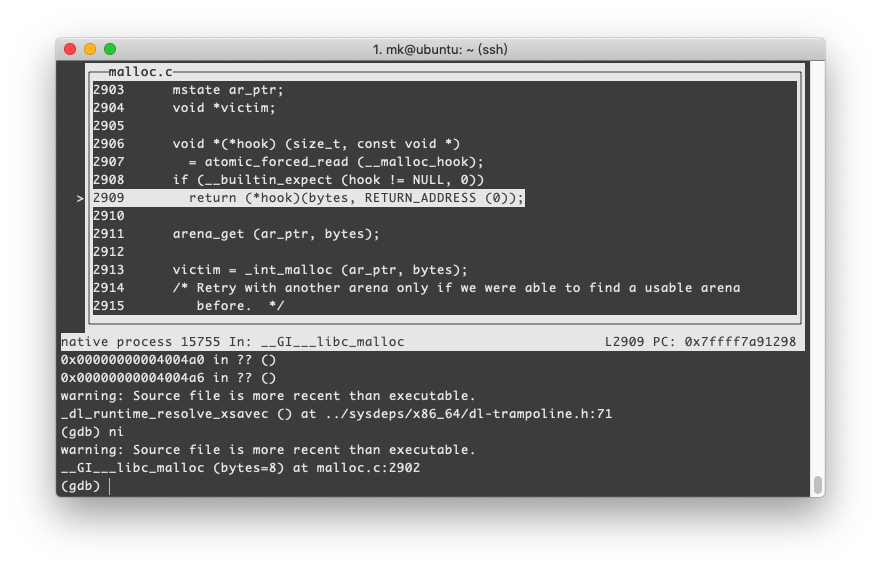 1. mk@ubuntu: ~ (ssh)
malloc.c
2903      mstate ar_ptr;
2904      void *victim;
2905
2906      void *(*hook) (size_t, const void *)
2907        = atomic_forced_read (__malloc_hook);
2908      if (__builtin_expect (hook != NULL, 0))
> 2909        return (*hook)(bytes, RETURN_ADDRESS (0));
2910
2911      arena_get (ar_ptr, bytes);
2912
2913      victim = _int_malloc (ar_ptr, bytes);
2914      /* Retry with another arena only if we were able to find a usable arena
2915         before.  */
native process 15755 In: __GI___libc_malloc L2909 PC: 0x7ffff7a91298
0x00000000004004a0 in ?? ()
0x00000000004004a6 in ?? ()
warning: Source file is more recent than executable.
_dl_runtime_resolve_xsavec () at ../sysdeps/x86_64/dl-trampoline.h:71
(gdb) ni
warning: Source file is more recent than executable.
__GI___libc_malloc (bytes=8) at malloc.c:2902
(gdb)